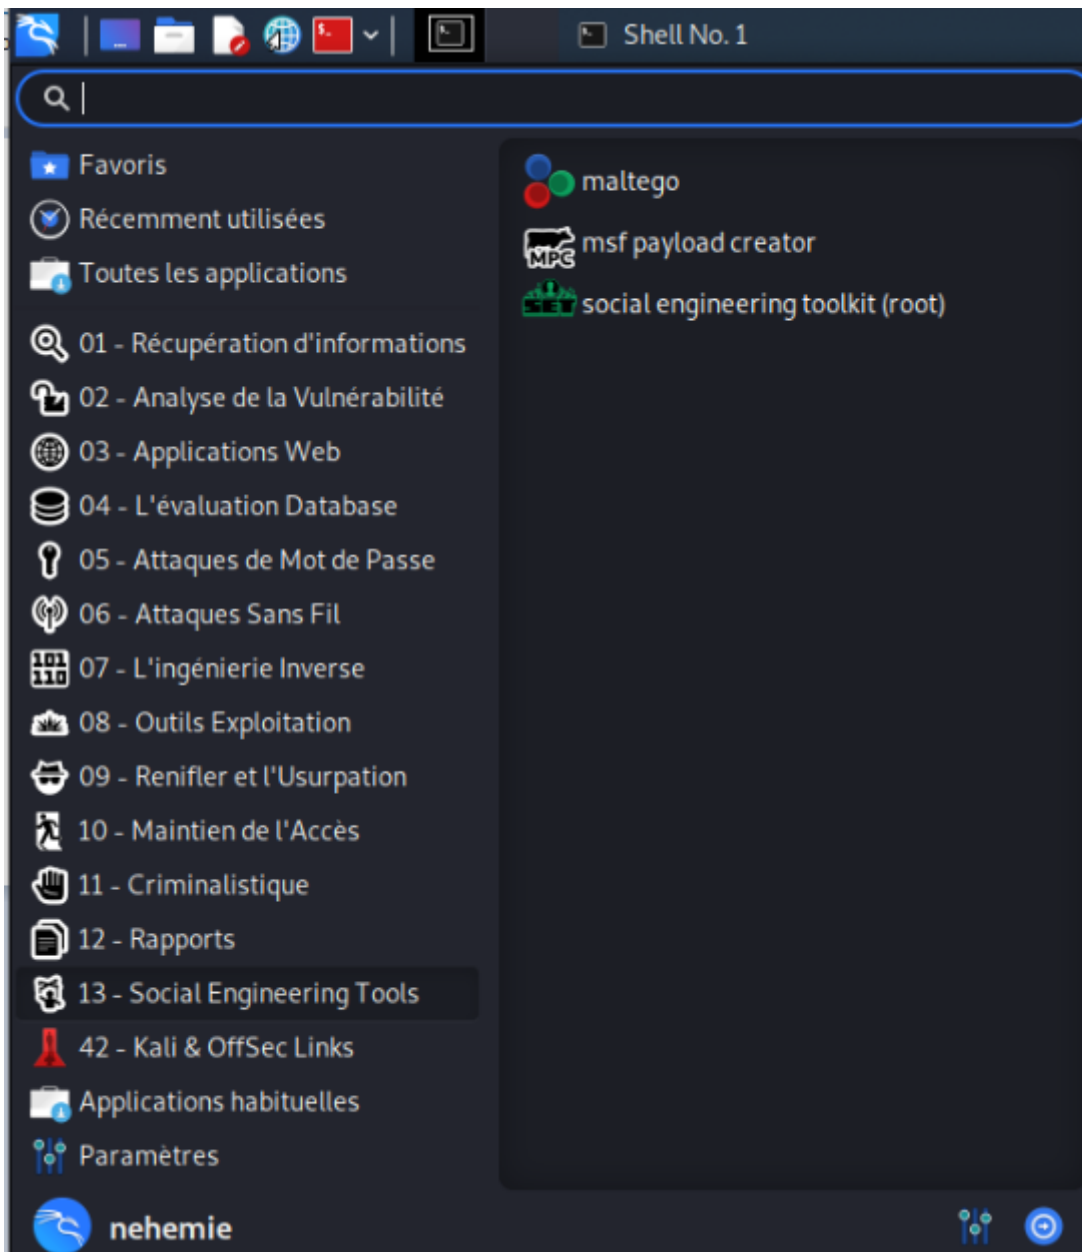 Shell No. 1
Favoris
Récemment utilisées
Toutes les applications
01 - Récupération d'informations
02 - Analyse de la Vulnérabilité
03 - Applications Web
04 - L'évaluation Database
05 - Attaques de Mot de Passe
06 - Attaques Sans Fil
07 - L'ingénierie Inverse
08 - Outils Exploitation
09 - Renifler et l'Usurpation
10 - Maintien de l'Accès
11 - Criminalistique
12 - Rapports
13 - Social Engineering Tools
42 - Kali & OffSec Links
Applications habituelles
Paramètres
maltego
MPC
msf payload creator
SET
social engineering toolkit (root)
nehemie